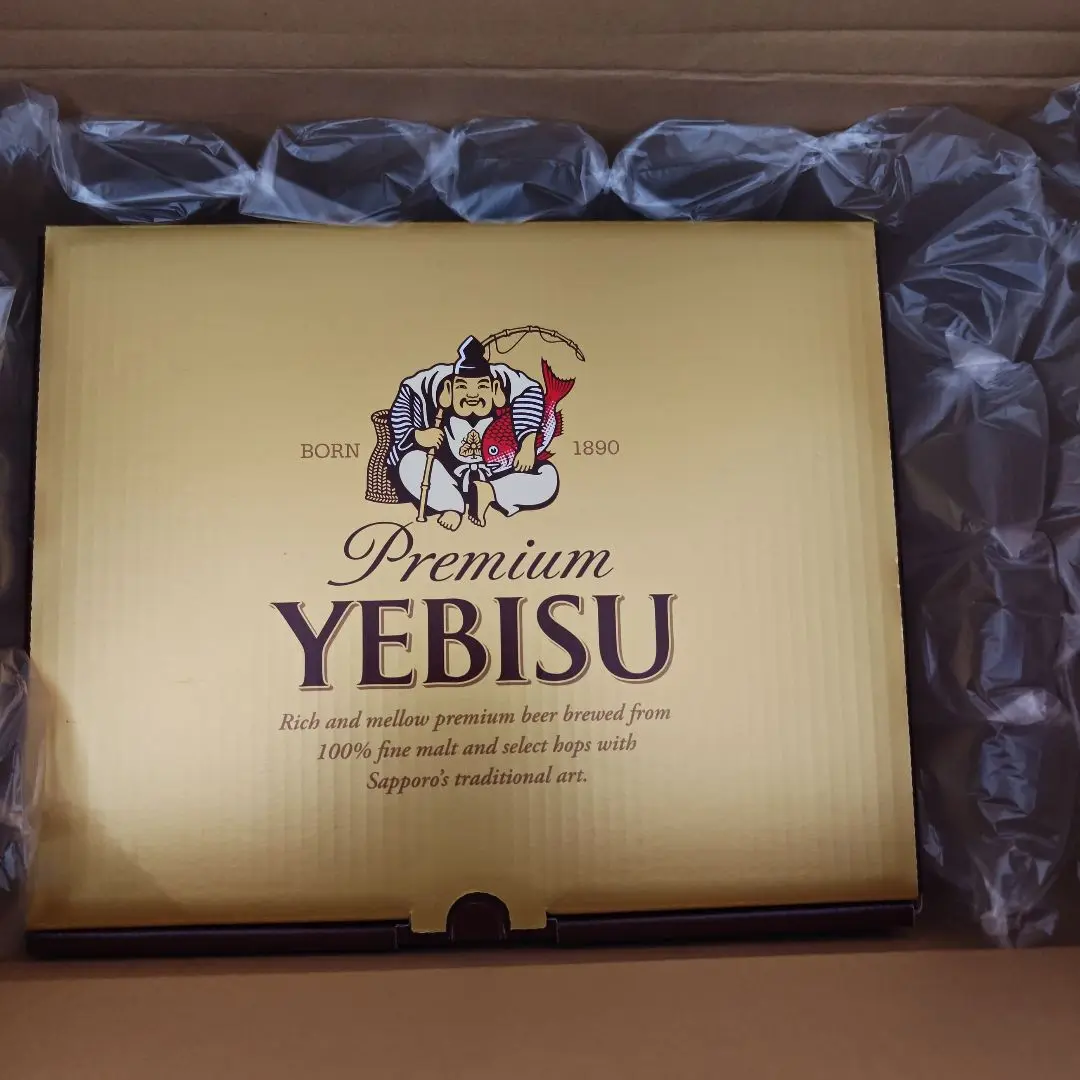 BORN 1890
Premium
YEBISU
Rich and mellow premium beer brewed from
100% fine malt and select hops with
Sapporo's traditional art.